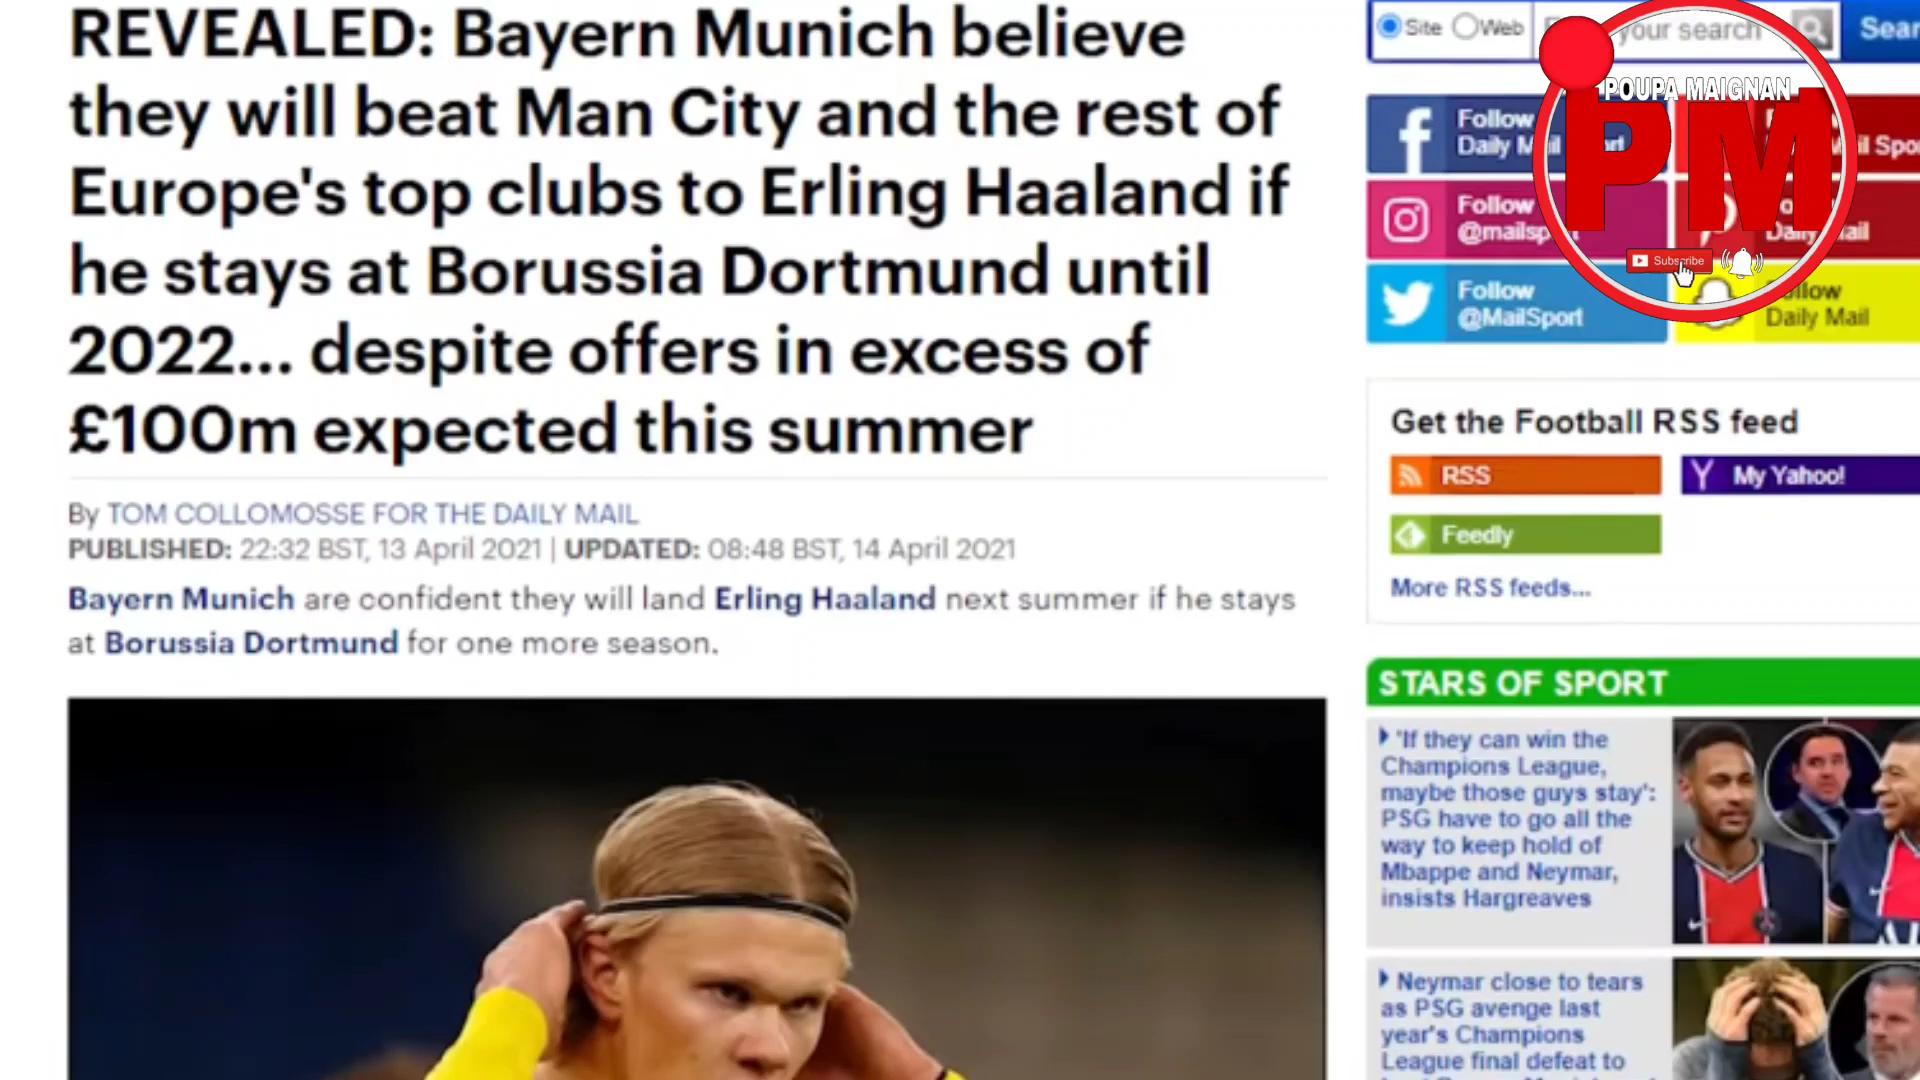 REVEALED: Bayern Munich believe
they will beat Man City and the rest of
Europe's top clubs to Erling Haaland if
he stays at Borussia Dortmund until
2022... despite offers in excess of
£100m expected this summer
By TOM COLLOMOSSE FOR THE DAILY MAIL
PUBLISHED: 22:32 BST, 13 April 2021 | UPDATED: 08:48 BST, 14 April 2021
Bayern Munich are confident they will land Erling Haaland next summer if he stays
at Borussia Dortmund for one more season.
Site Web your search
POUPA MAIGNAN
PM
Subscribe
Follow
Daily
Follow
Follow
@MailSport
Daily Mail
Get the Football RSS feed
RSS
My Yahoo!
Feedly
More RSS feeds...
STARS OF SPORT
'If they can win the
Champions League,
maybe those guys stay':
PSG have to go all the
way to keep hold of
Mbappe and Neymar,
insists Hargreaves
Neymar close to tears
as PSG avenge last
year's Champions
League final defeat to